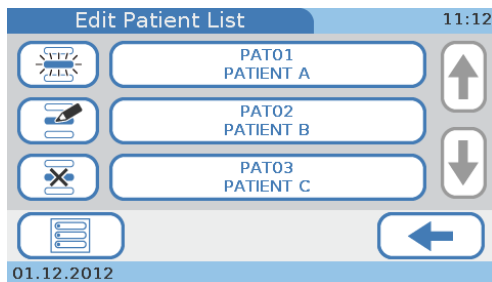 Edit Patient List
11:12
PAT01
PATIENT A
PAT02
PATIENT B
PAT03
PATIENT C
01.12.2012